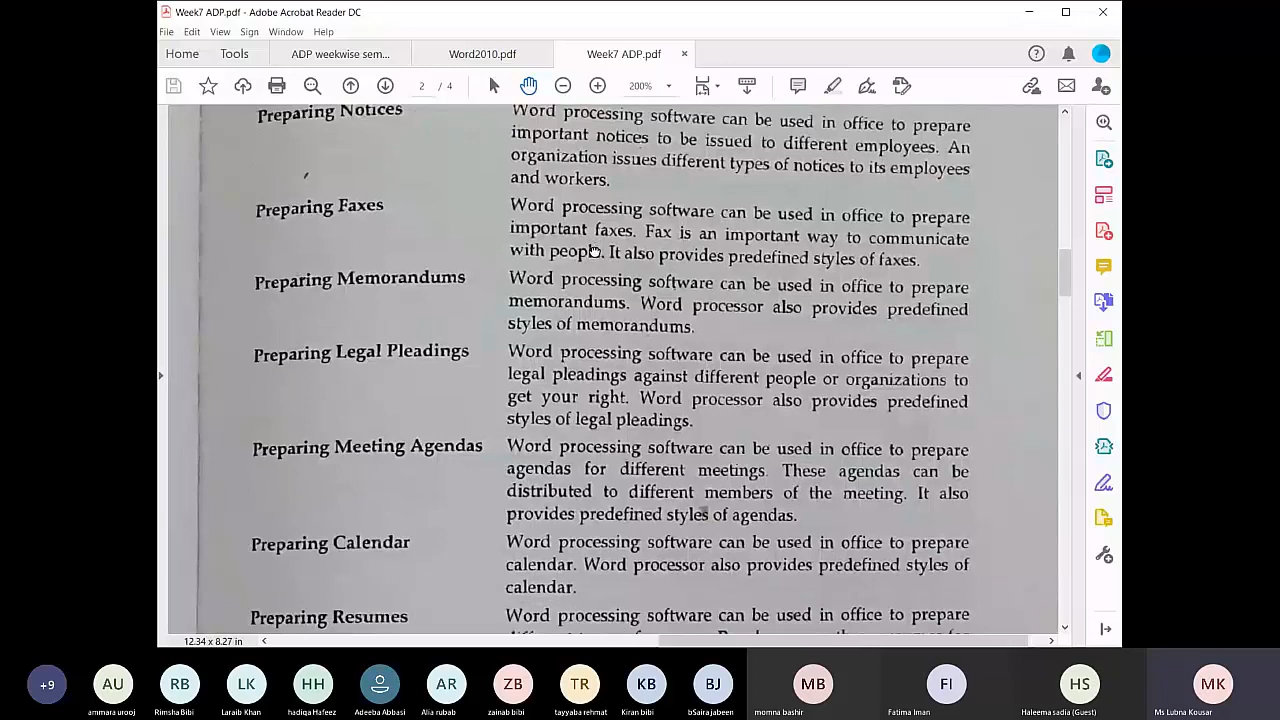 Week7 ADP.pdf - Adobe Acrobat Reader DC
File Edit View Sign Window Help
Home Tools ADP weekwise sem... Word2010.pdf Week7 ADP.pdf ×
2 / 4 200%
Preparing Notices Word processing software can be used in office to prepare
important notices to be issued to different employees. An
organization issues different types of notices to its employees
and workers.
Preparing Faxes Word processing software can be used in office to prepare
important faxes. Fax is an important way to communicate
with people. It also provides predefined styles of faxes.
Preparing Memorandums Word processing software can be used in office to prepare
memorandums. Word processor also provides predefined
styles of memorandums.
Preparing Legal Pleadings Word processing software can be used in office to prepare
legal pleadings against different people or organizations to
get your right. Word processor also provides predefined
styles of legal pleadings.
Preparing Meeting Agendas Word processing software can be used in office to prepare
agendas for different meetings. These agendas can be
distributed to different members of the meeting. It also
provides predefined styles of agendas.
Preparing Calendar Word processing software can be used in office to prepare
calendar. Word processor also provides predefined styles of
calendar.
Preparing Resumes Word processing software can be used in office to prepare
12.34 x 8.27 in
+9 AU RB LK HH AR ZB TR KB BJ MB FI HS MK
ammara urooj Rimsha Bibi Laraib Khan hadiqa Hafeez Adeeba Abbasi Alia rubab zainab bibi tayyaba rehmat Kiran bibi bSaira jabeen momna bashir Fatima Iman Haleema sadia (Guest) Ms Lubna Kousar